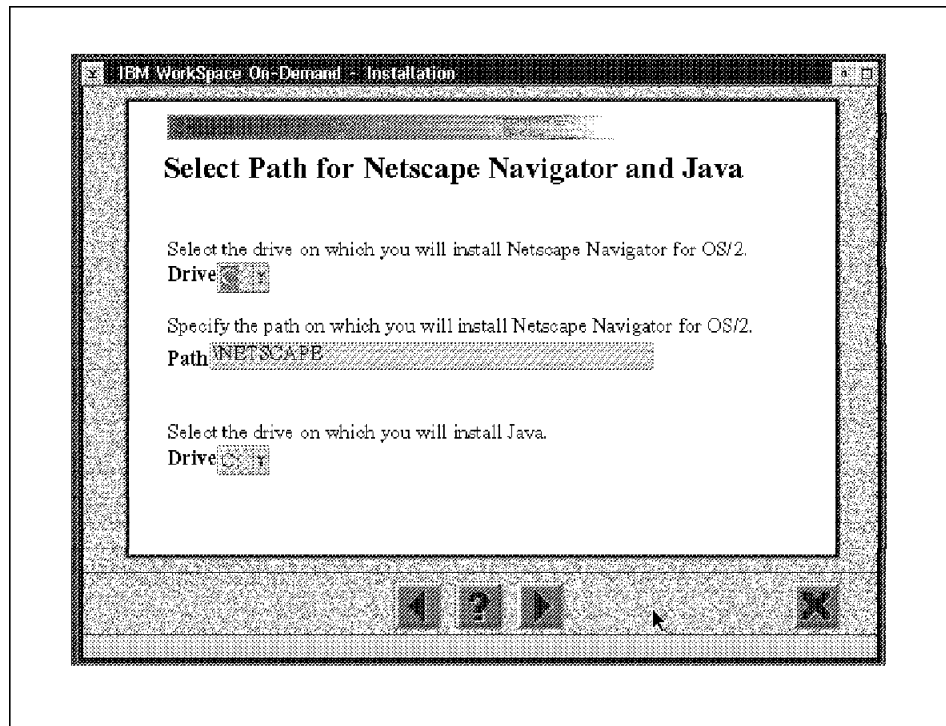 IBM WorkSpace On-Demand - Installation
Select Path for Netscape Navigator and Java
Select the drive on which you will install Netscape Navigator for OS/2.
Drive
Specify the path on which you will install Netscape Navigator for OS/2.
Path \NETSCAPE
Select the drive on which you will install Java.
Drive C:
?